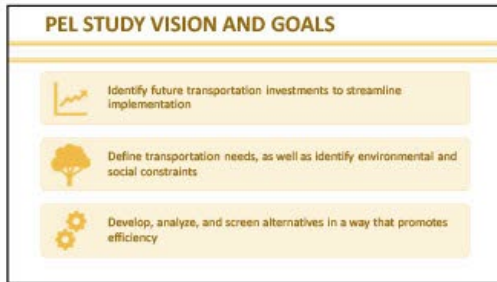 PEL STUDY VISION AND GOALS
Identify future transportation investments to streamline
implementation
Define transportation needs, as well as identify environmental and
social constraints
Develop, analyze, and screen alternatives in a way that promotes
efficiency